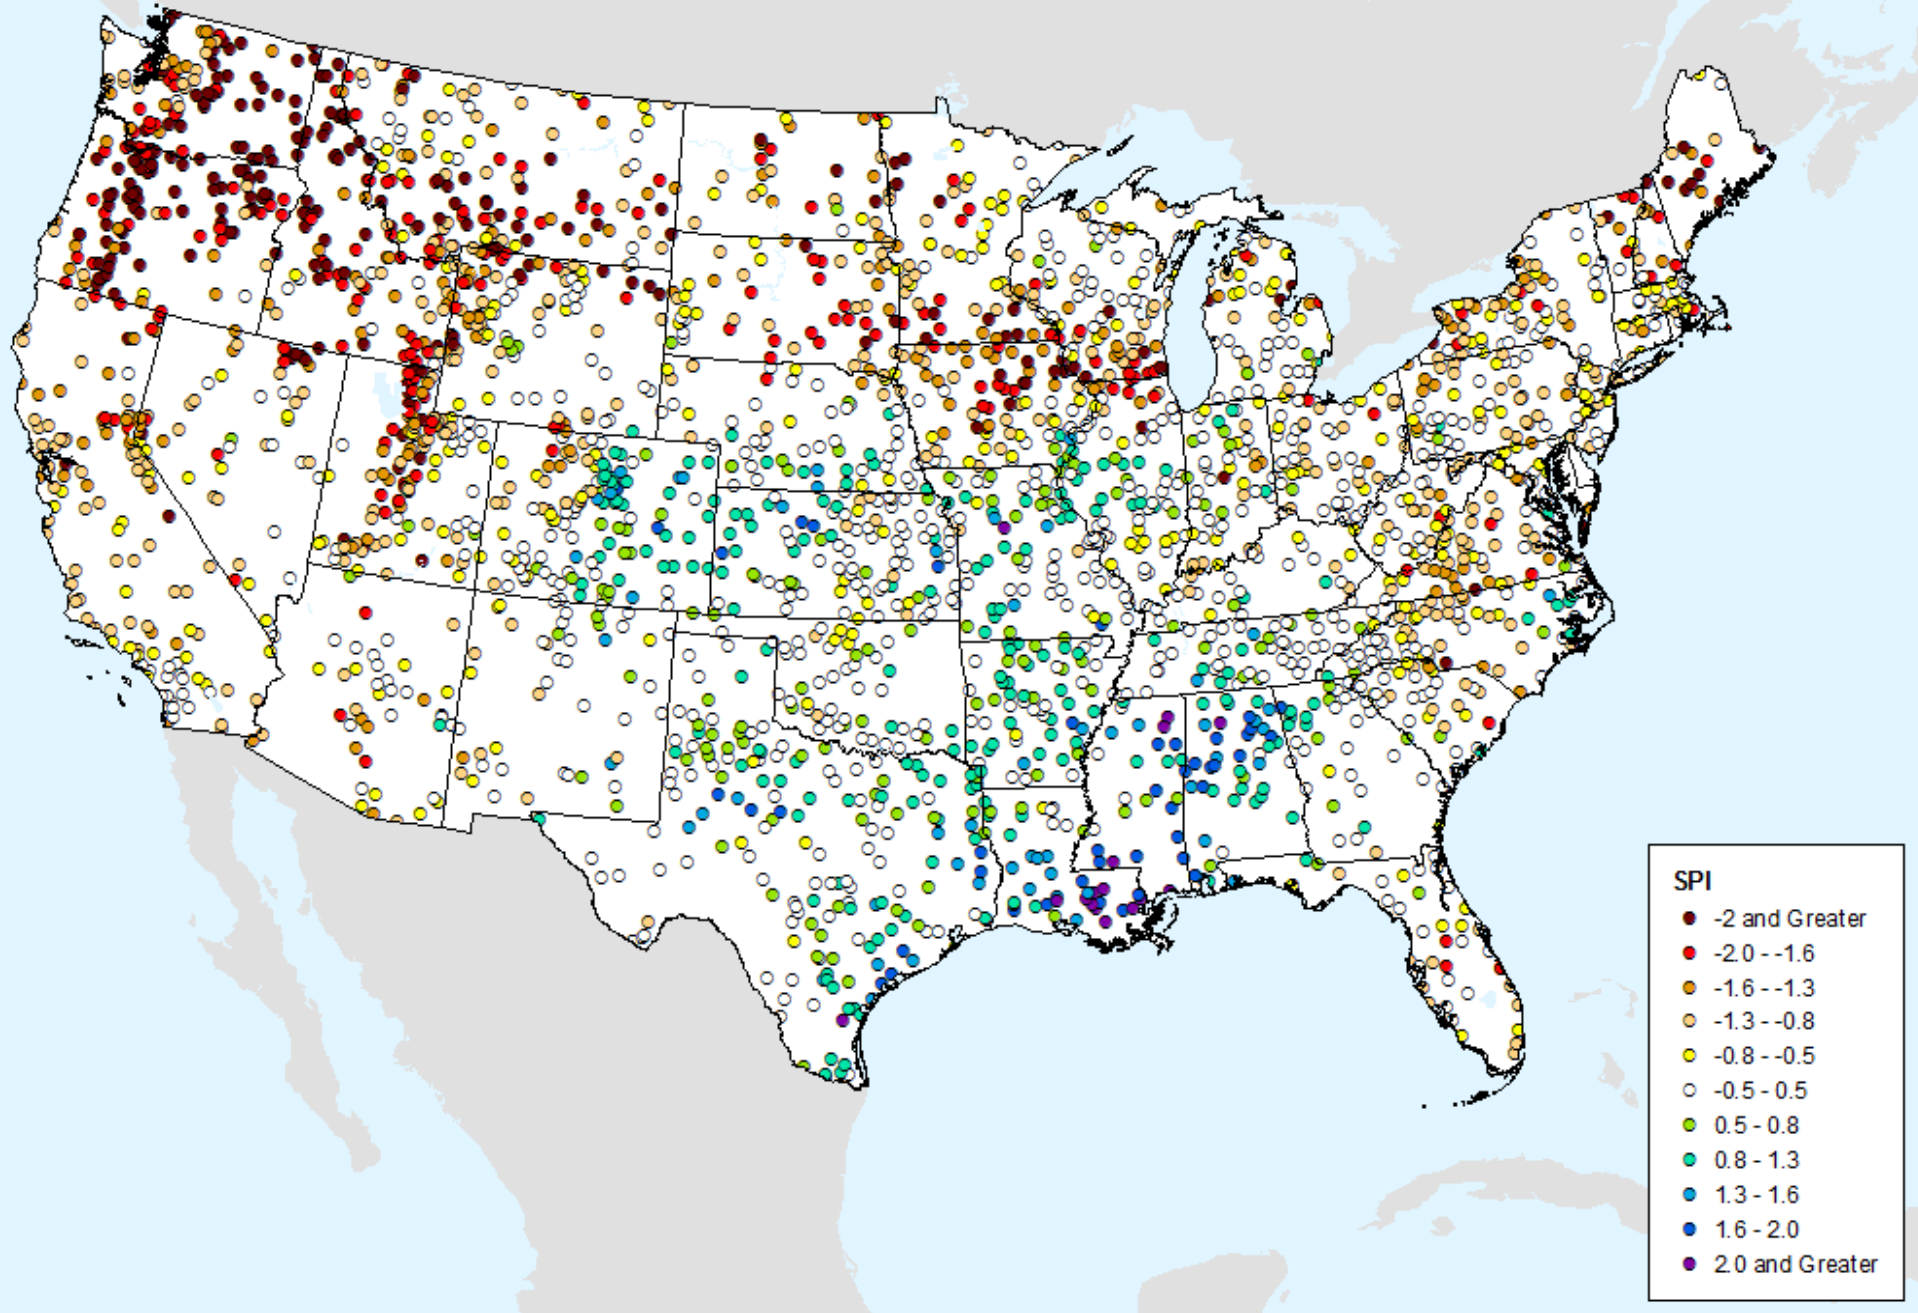 SPI
-2 and Greater
-2.0 - -1.6
-1.6 - -1.3
-1.3 - -0.8
-0.8 - -0.5
-0.5 - 0.5
0.5 - 0.8
0.8 - 1.3
1.3 - 1.6
1.6 - 2.0
2.0 and Greater